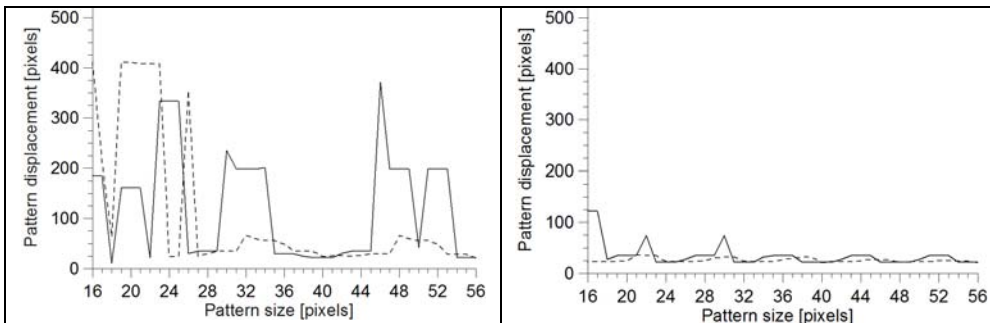 Pattern displacement [pixels]
500
400
300
200
100
0
16 20 24 28 32 36 40 44 48 52 56
Pattern size [pixels]
Pattern displacement [pixels]
500
400
300
200
100
0
16 20 24 28 32 36 40 44 48 52 56
Pattern size [pixels]